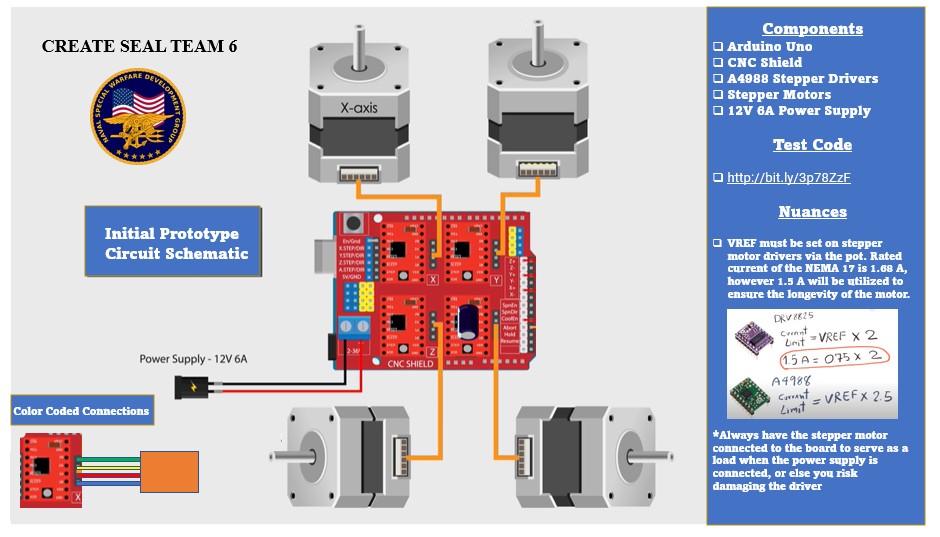 CREATE SEAL TEAM 6
NAVAL SPECIAL WARFARE DEVELOPMENT GROUP
Initial Prototype
Circuit Schematic
X-axis
En/Gnd
X.STEP/DIR
Y.STEP/DIR
Z.STEP/DIR
A.STEP/DIR
5V/GND
X
Y
Z
Z+
Z-
Y+
Y-
X+
X-
SpnEn
SpnDir
CoolEn
Abort
Hold
Resume
12-36V
CNC SHIELD
Power Supply - 12V 6A
Color Coded Connections
X
Components
❑ Arduino Uno
❑ CNC Shield
❑ A4988 Stepper Drivers
❑ Stepper Motors
❑ 12V 6A Power Supply
Test Code
❑ http://bit.ly/3p78ZzF
Nuances
❑ VREF must be set on stepper
motor drivers via the pot. Rated
current of the NEMA 17 is 1.68 A,
however 1.5 A will be utilized to
ensure the longevity of the motor.
DRV8825
Current
Limit = VREF X 2
1.5 A = 075 X 2
A4988
Current
Limit = VREF X 2.5
*Always have the stepper motor
connected to the board to serve as a
load when the power supply is
connected, or else you risk
damaging the driver